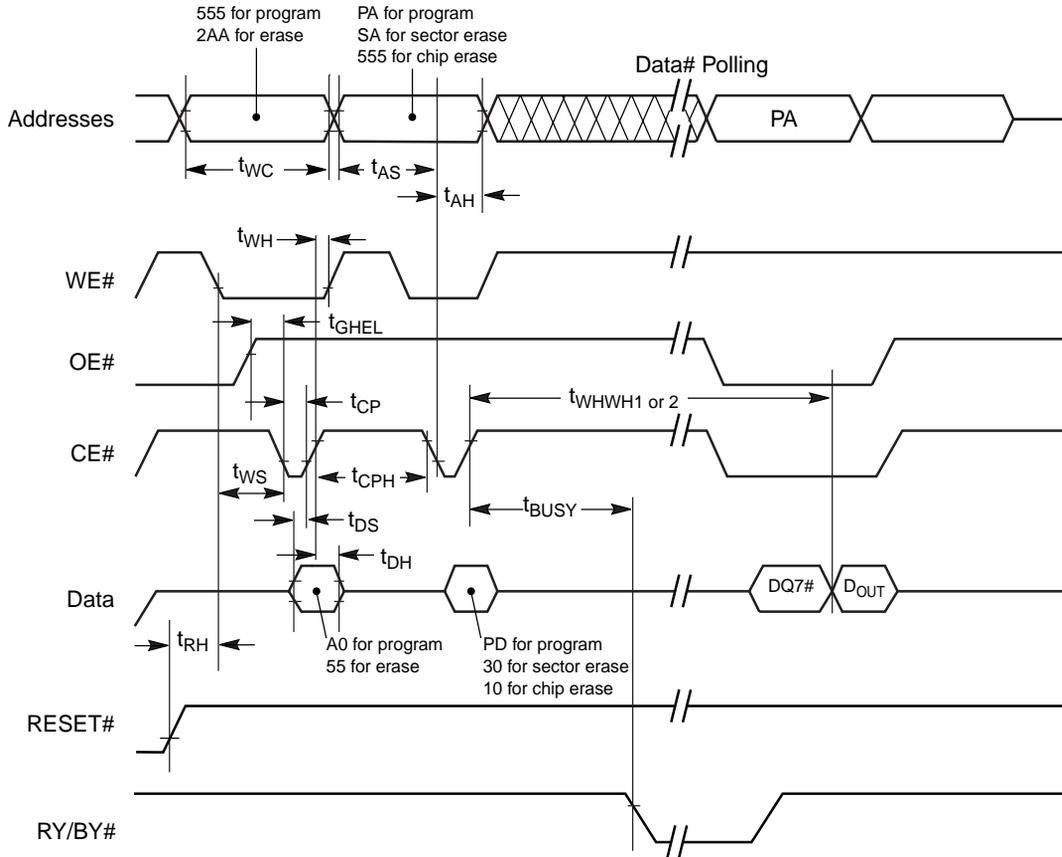 555 for program
2AA for erase
PA for program
SA for sector erase
555 for chip erase
Data# Polling
Addresses
PA
tWC
tAS
tAH
tWH
WE#
tGHEL
OE#
tCP
tWHWH1 or 2
CE#
tWS
tCPH
tBUSY
tDS
tDH
Data
DQ7#
DOUT
tRH
A0 for program
55 for erase
PD for program
30 for sector erase
10 for chip erase
RESET#
RY/BY#